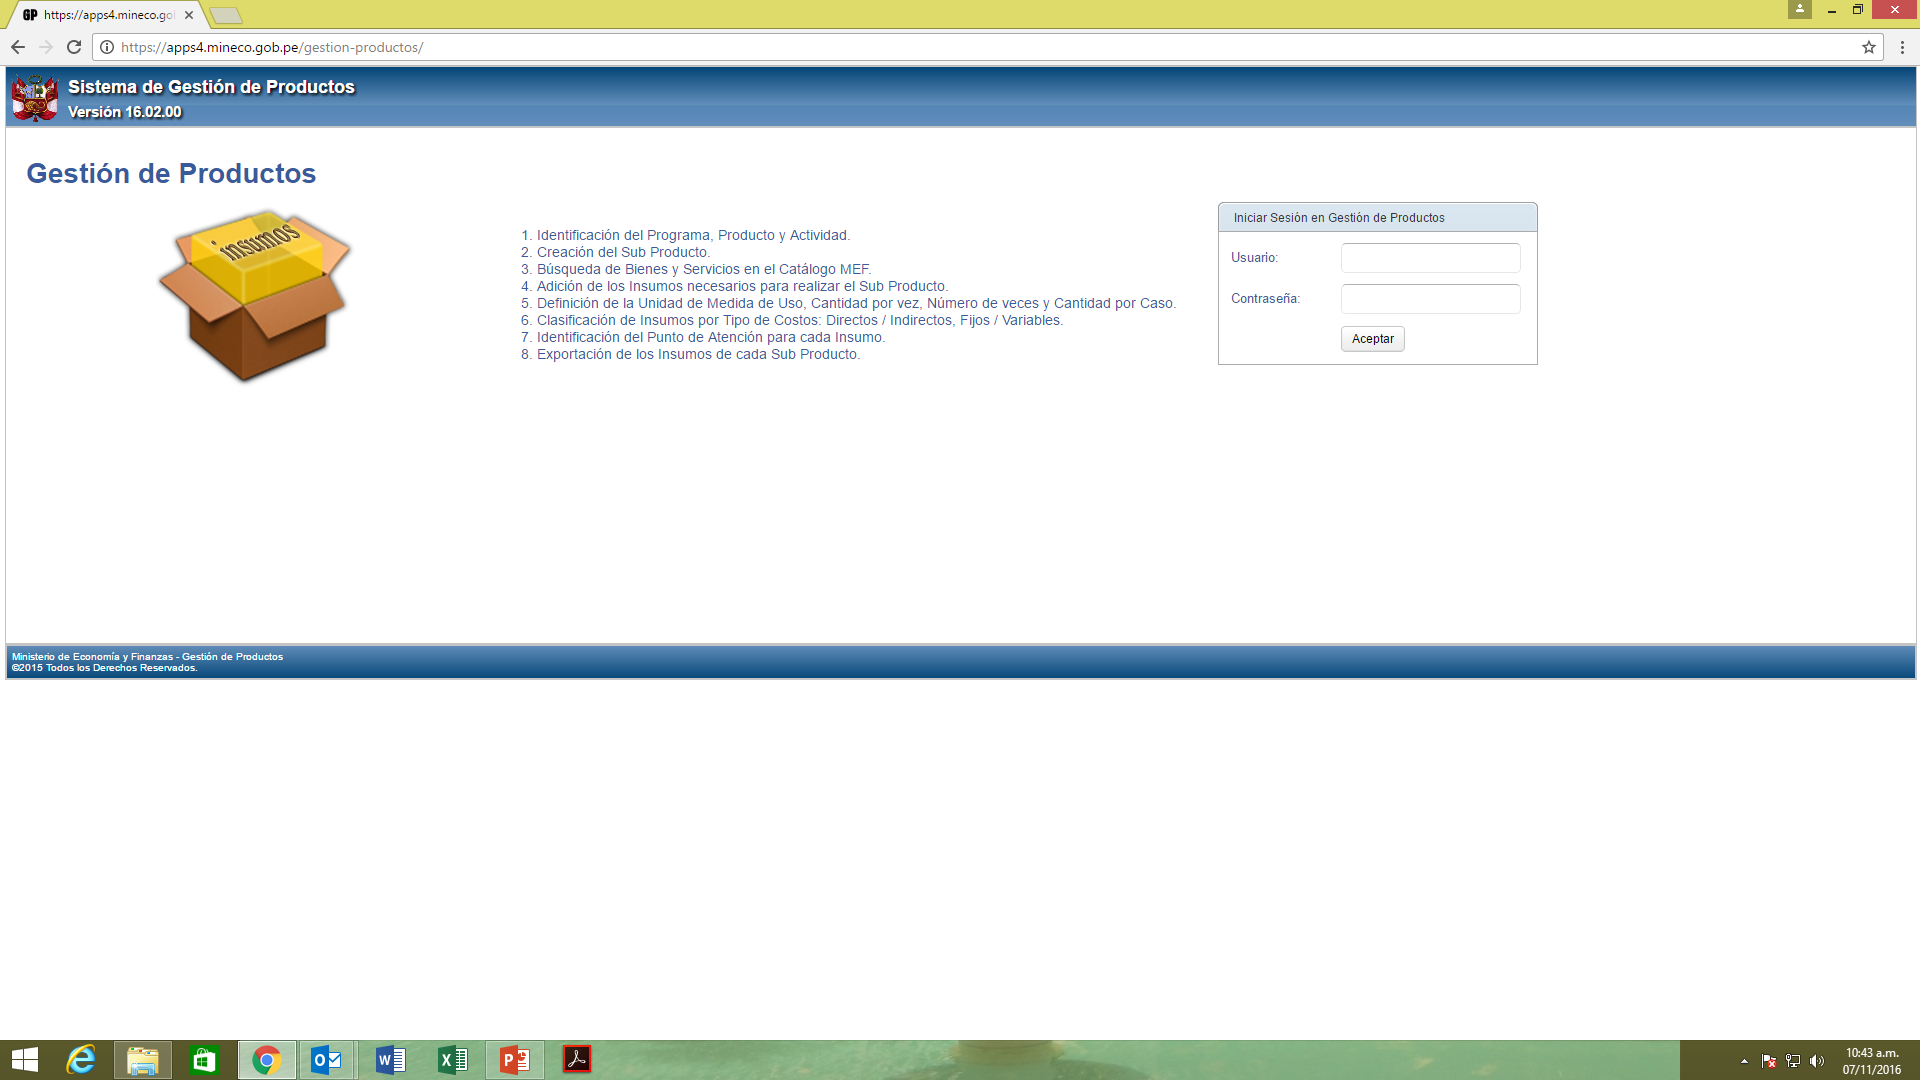 GP https://apps4.mineco.go
https://apps4.mineco.gob.pe/gestion-productos/
Sistema de Gestión de Productos
Versión 16.02.00
Gestión de Productos
insumos
1. Identificación del Programa, Producto y Actividad.
2. Creación del Sub Producto.
3. Búsqueda de Bienes y Servicios en el Catálogo MEF.
4. Adición de los Insumos necesarios para realizar el Sub Producto.
5. Definición de la Unidad de Medida de Uso, Cantidad por vez, Número de veces y Cantidad por Caso.
6. Clasificación de Insumos por Tipo de Costos: Directos / Indirectos, Fijos / Variables.
7. Identificación del Punto de Atención para cada Insumo.
8. Exportación de los Insumos de cada Sub Producto.
Iniciar Sesión en Gestión de Productos
Usuario:
Contraseña:
Aceptar
Ministerio de Economía y Finanzas - Gestión de Productos
©2015 Todos los Derechos Reservados.
10:43 a.m.
07/11/2016